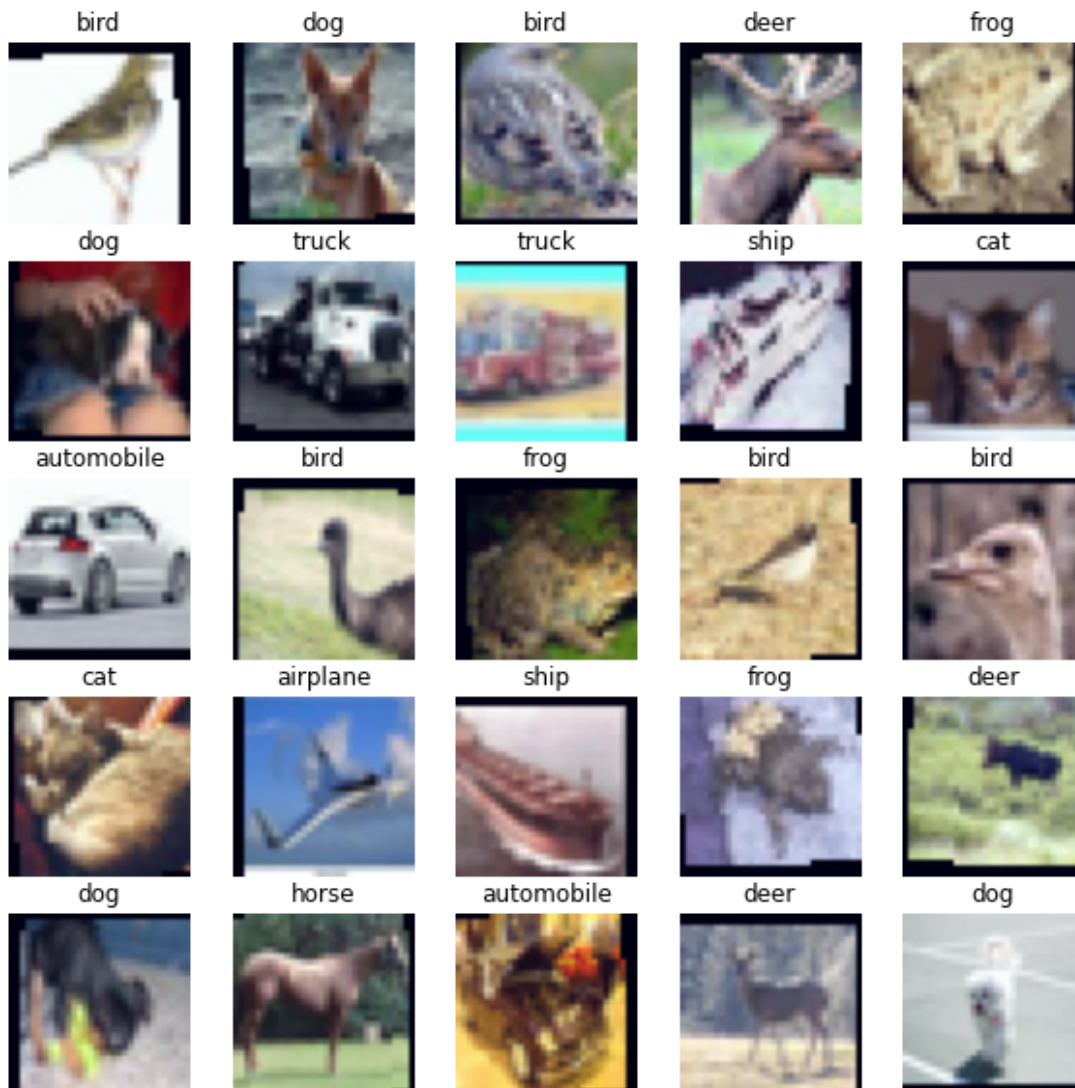 bird dog bird deer frog
dog truck truck ship cat
automobile bird frog bird bird
cat airplane ship frog deer
dog horse automobile deer dog